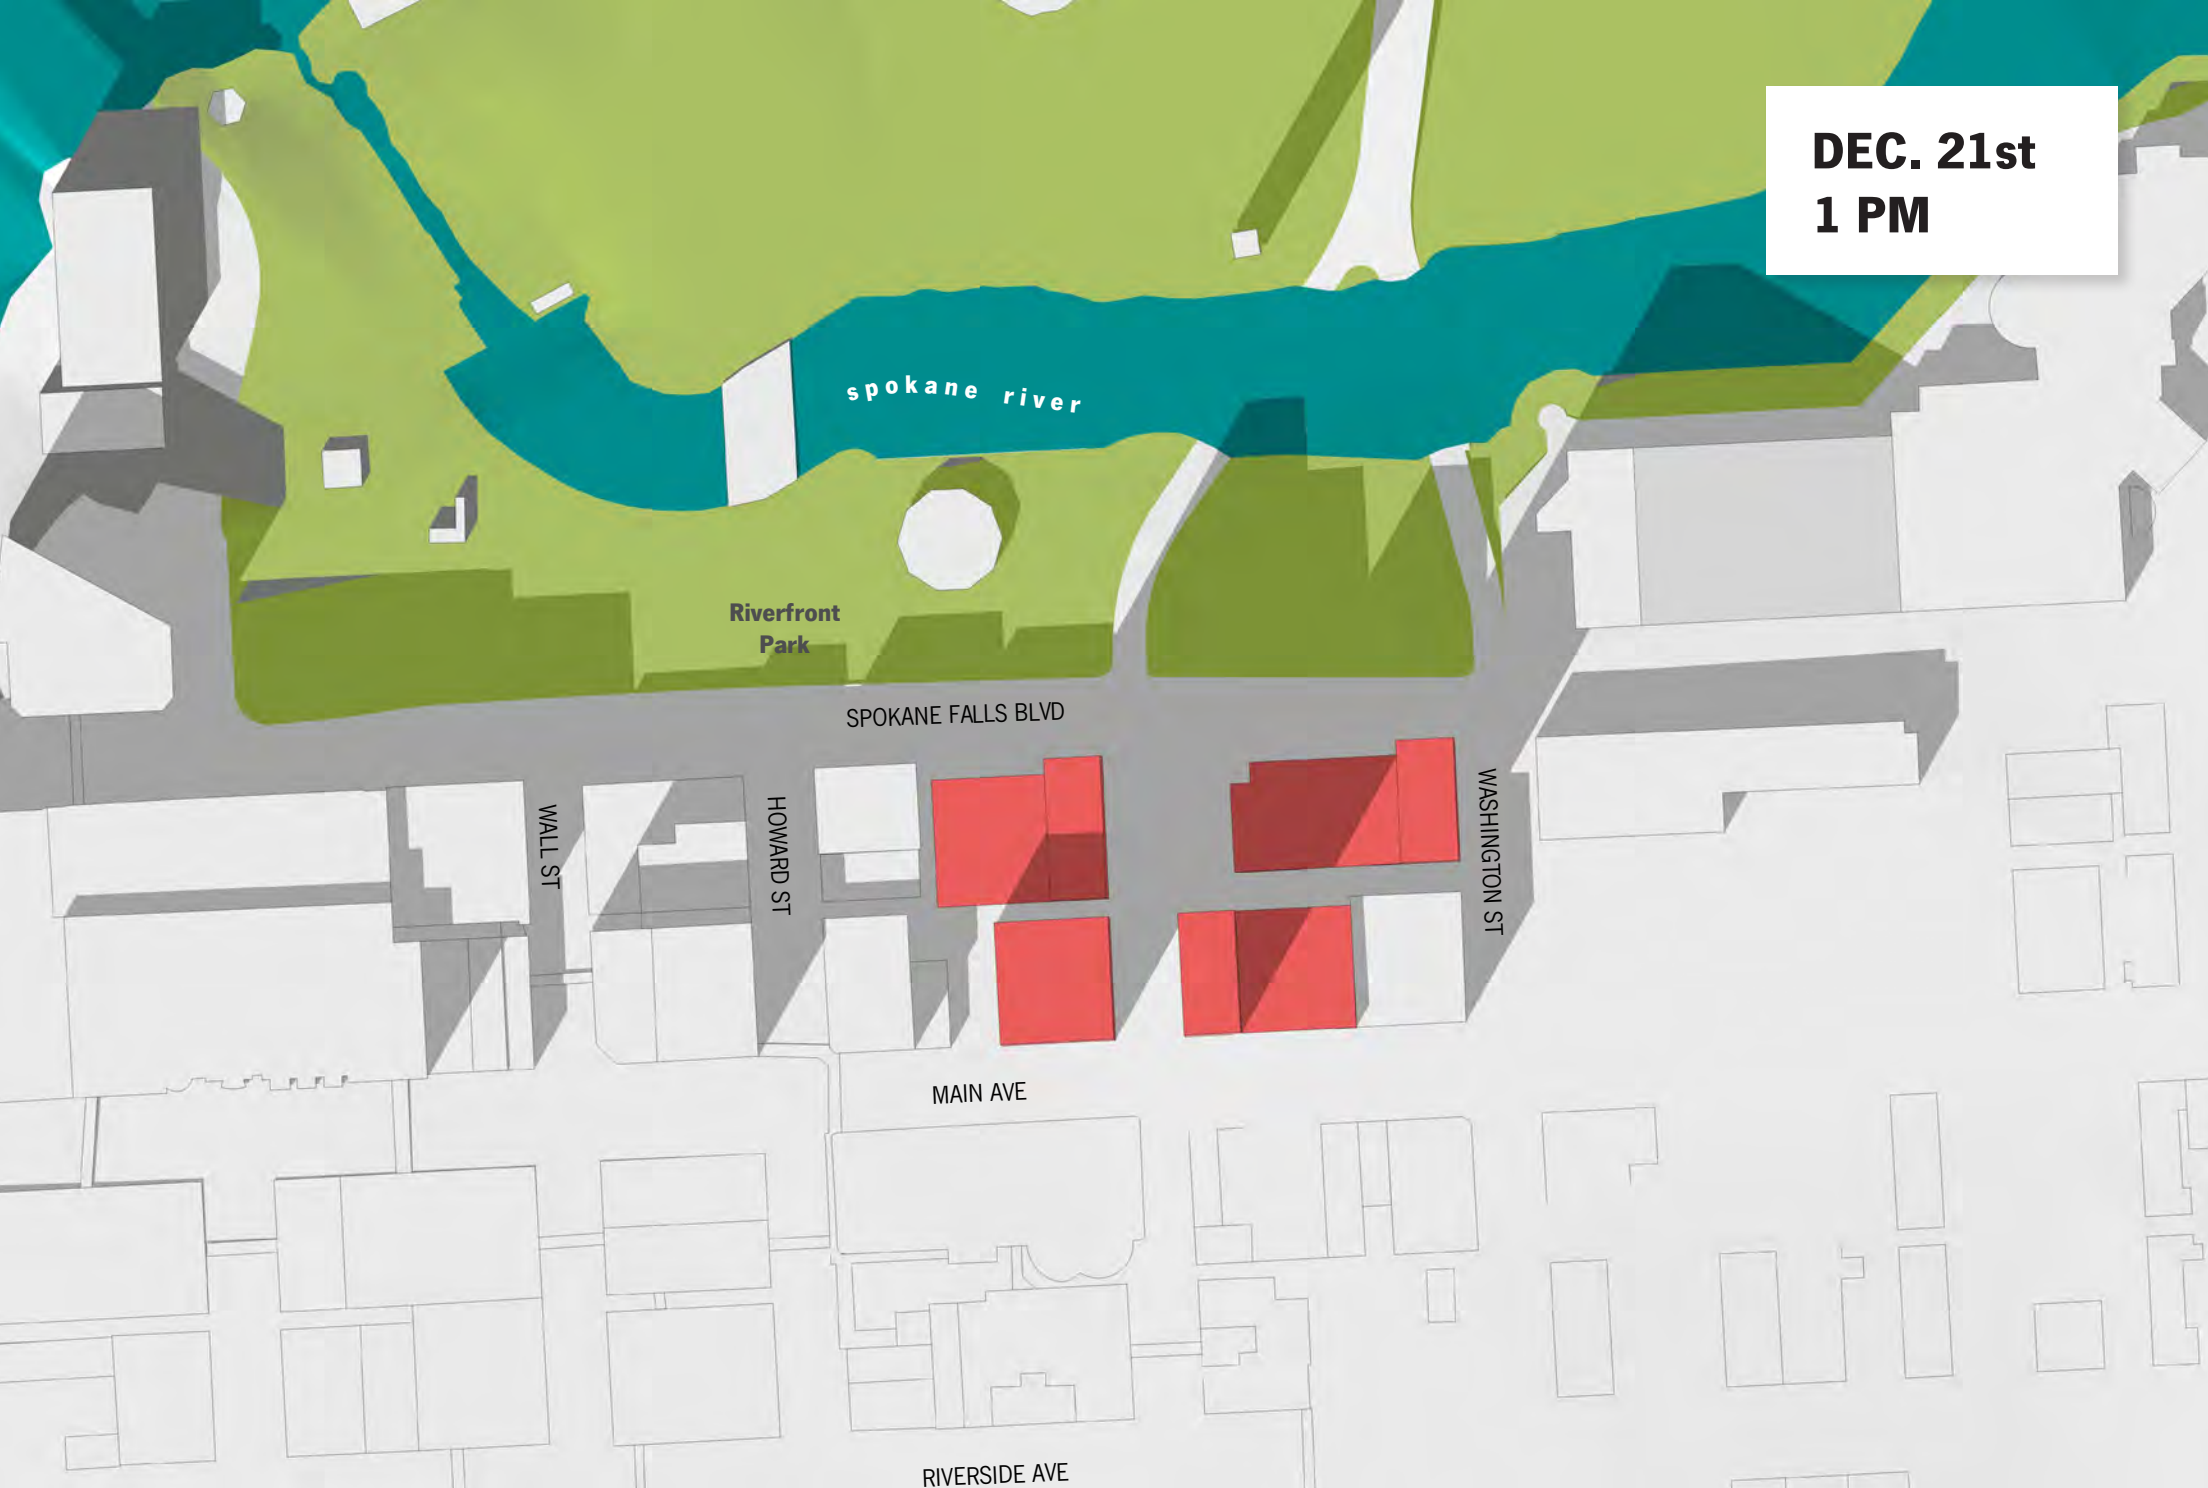 DEC. 21st
1 PM
spokane river
Riverfront
Park
SPOKANE FALLS BLVD
WALL ST
HOWARD ST
WASHINGTON ST
MAIN AVE
RIVERSIDE AVE